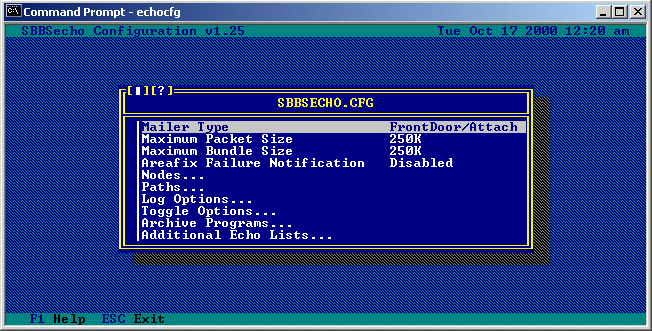 Command Prompt - echocfg
SBBSecho Configuration v1.25 Tue Oct 17 2000 12:20 am
[■][?]
SBBSECHO.CFG
Mailer Type FrontDoor/Attach
Maximum Packet Size 250K
Maximum Bundle Size 250K
Areafix Failure Notification Disabled
Nodes...
Paths...
Log Options...
Toggle Options...
Archive Programs...
Additional Echo Lists...
F1 Help ESC Exit